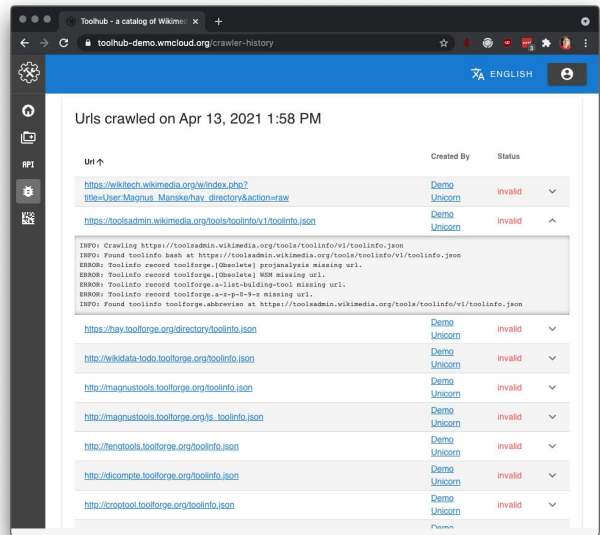 Toolhub - a catalog of Wikimed
toolhub-demo.wmcloud.org/crawler-history
ENGLISH
API
Urls crawled on Apr 13, 2021 1:58 PM
Url Created By Status
https://wikitech.wikimedia.org/w/index.php?
title=User:Magnus_Manske/hay_directory&action=raw
Demo
Unicorn
invalid
https://toolsadmin.wikimedia.org/tools/toolinfo/v1/toolinfo.json
Demo
Unicorn
invalid
INFO: Crawling https://toolsadmin.wikimedia.org/tools/toolinfo/v1/toolinfo.json
INFO: Found toolinfo bash at https://toolsadmin.wikimedia.org/tools/toolinfo/v1/toolinfo.json
ERROR: Toolinfo record toolforge.[Obsolete] projanalysis missing url.
ERROR: Toolinfo record toolforge.[Obsolete] WSM missing url.
ERROR: Toolinfo record toolforge.a-list-bulding-tool missing url.
ERROR: Toolinfo record toolforge.a-z-p-0-9-z missing url.
INFO: Found toolinfo toolforge.abbreviso at https://toolsadmin.wikimedia.org/tools/toolinfo/v1/toolinfo.json
https://hay.toolforge.org/directory/toolinfo.json
Demo
Unicorn
invalid
http://wikidata-todo.toolforge.org/toolinfo.json
Demo
Unicorn
invalid
http://magnustools.toolforge.org/toolinfo.json
Demo
Unicorn
invalid
http://magnustools.toolforge.org/js_toolinfo.json
Demo
Unicorn
invalid
http://fengtools.toolforge.org/toolinfo.json
Demo
Unicorn
invalid
http://dicompte.toolforge.org/toolinfo.json
Demo
Unicorn
invalid
http://croptool.toolforge.org/toolinfo.json
Demo
Unicorn
invalid
Demo